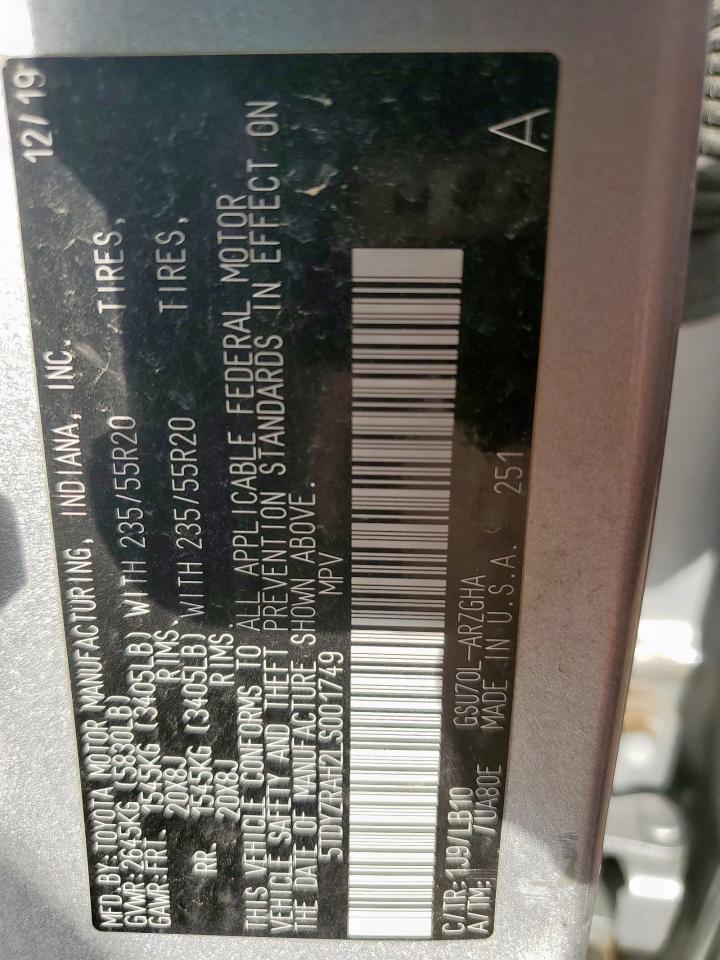 MFD BY: TOYOTA MOTOR MANUFACTURING, INDIANA, INC. 12/19
GVWR: 2645KG (5830LB)
GAWR: FRT. 1545KG (3405LB) WITH 235/55R20 TIRES,
20X8J RIMS.
RR. 1545KG (3405LB) WITH 235/55R20 TIRES,
20X8J RIMS.
THIS VEHICLE CONFORMS TO ALL APPLICABLE FEDERAL MOTOR
VEHICLE SAFETY AND THEFT PREVENTION STANDARDS IN EFFECT ON
THE DATE OF MANUFACTURE SHOWN ABOVE.
5TDYZRAH2LS001749 MPV
C/TR: 1J9/LB10 GSU70L-ARZGHA
A/TM: /UA80E MADE IN U.S.A. 251 A